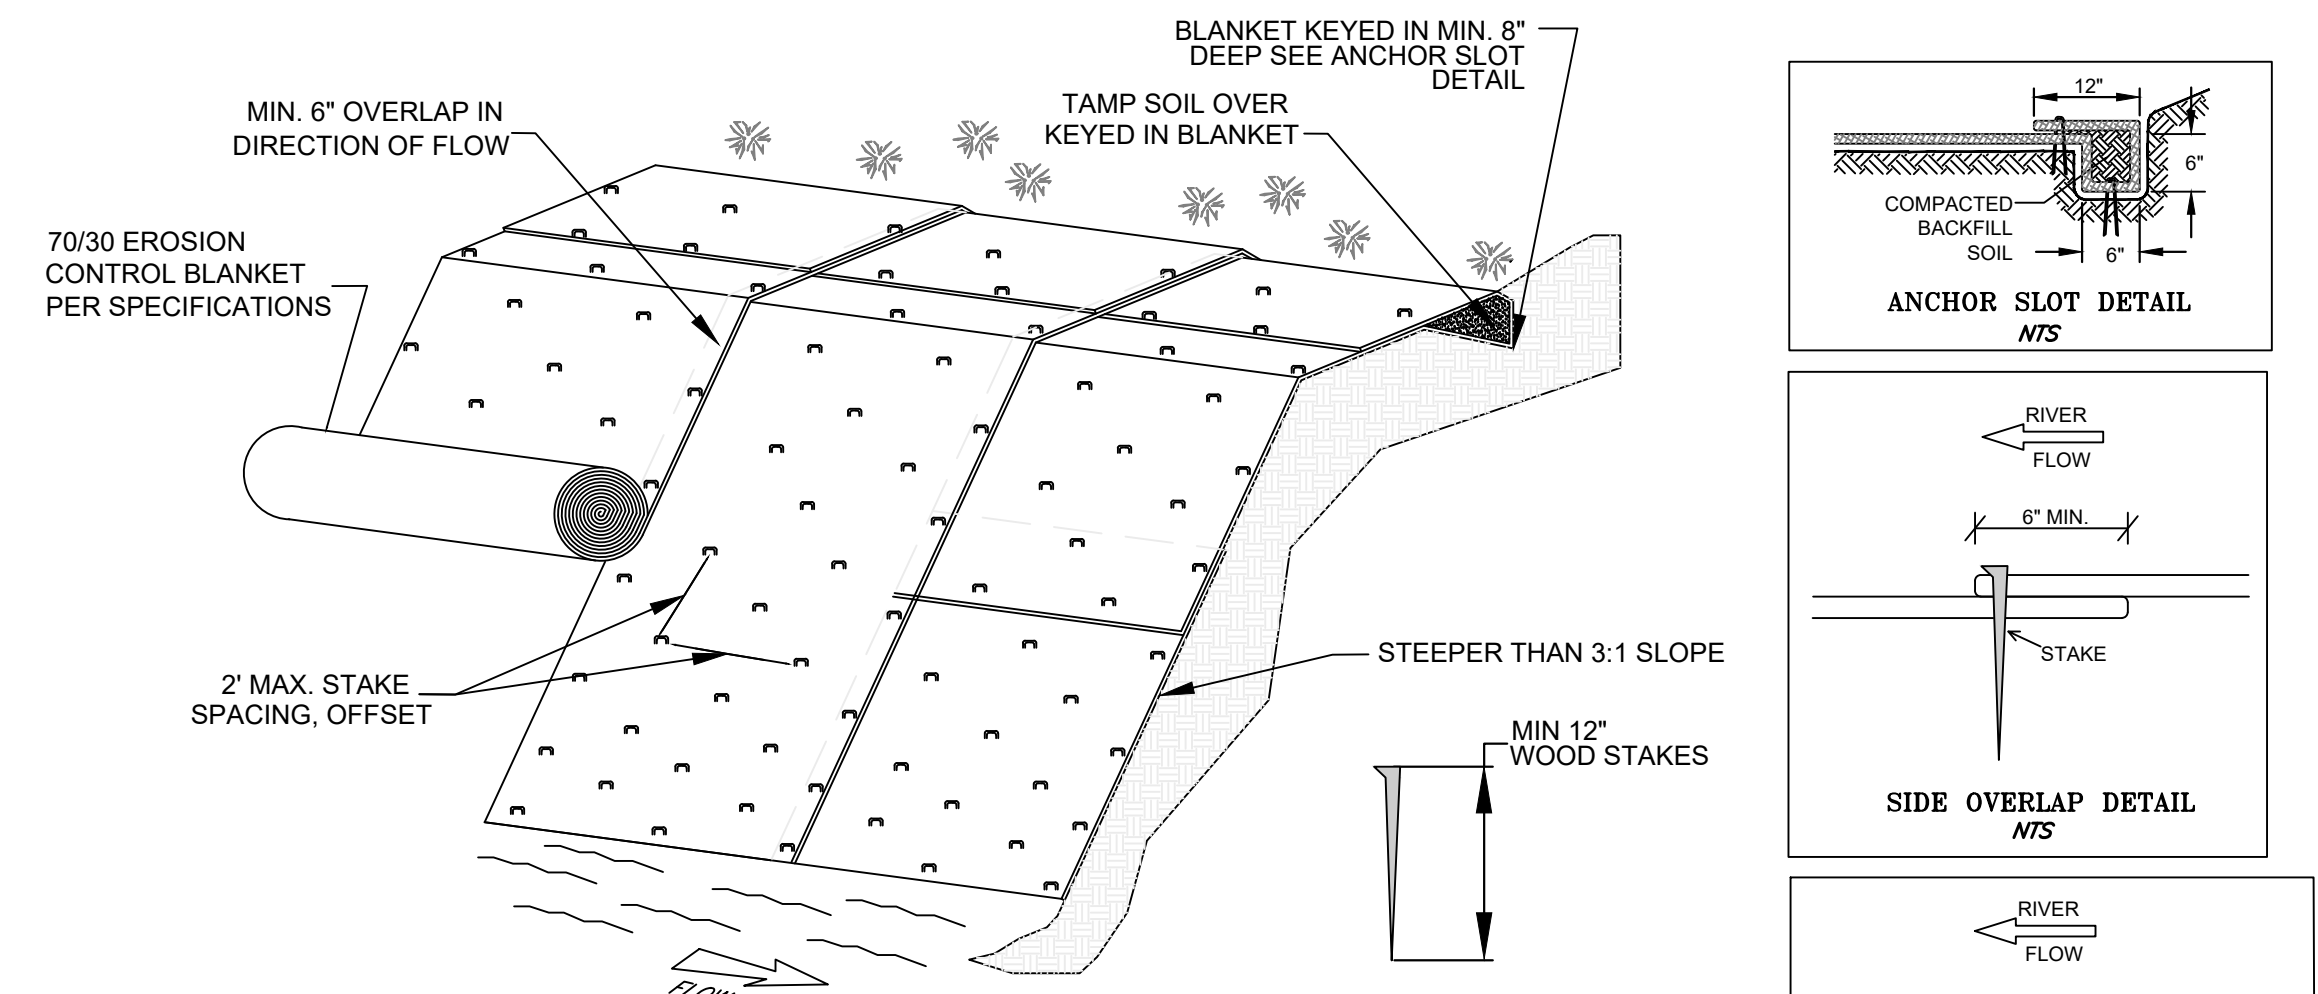 BLANKET KEYED IN MIN. 8"
DEEP SEE ANCHOR SLOT
DETAIL
TAMP SOIL OVER
KEYED IN BLANKET
MIN. 6" OVERLAP IN
DIRECTION OF FLOW
70/30 EROSION
CONTROL BLANKET
PER SPECIFICATIONS
2' MAX. STAKE
SPACING, OFFSET
STEEPER THAN 3:1 SLOPE
MIN 12"
WOOD STAKES
FLOW
12"
6"
COMPACTED
BACKFILL
SOIL
6"
ANCHOR SLOT DETAIL
NTS
RIVER
FLOW
6" MIN.
STAKE
SIDE OVERLAP DETAIL
NTS
RIVER
FLOW